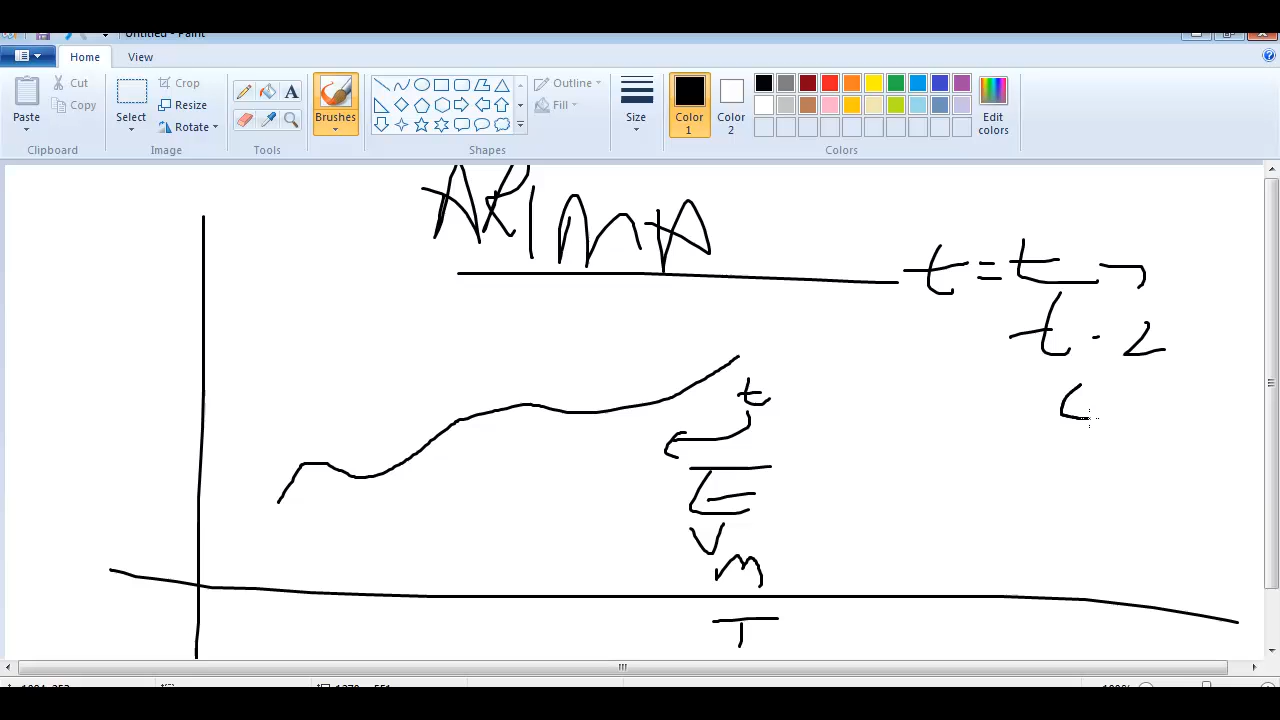 Untitled - Paint
Home View
Paste
Cut
Copy
Clipboard
Select
Crop
Resize
Rotate
Image
Tools
Brushes
Shapes
Outline
Fill
Size
Color 1
Color 2
Edit colors
Colors
ARIMA
t = t
t - 2
t
E
V
M
T
100%